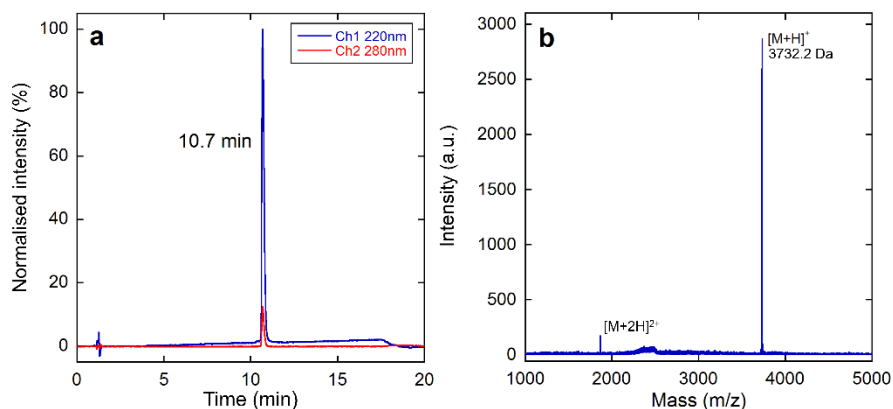 a
Ch1 220nm
Ch2 280nm
10.7 min
Normalised intensity (%)
100
80
60
40
20
0
0
5
10
15
20
Time (min)
b
[M+H]⁺
3732.2 Da
[M+2H]²⁺
Intensity (a.u.)
3000
2500
2000
1500
1000
500
0
1000
2000
3000
4000
5000
Mass (m/z)